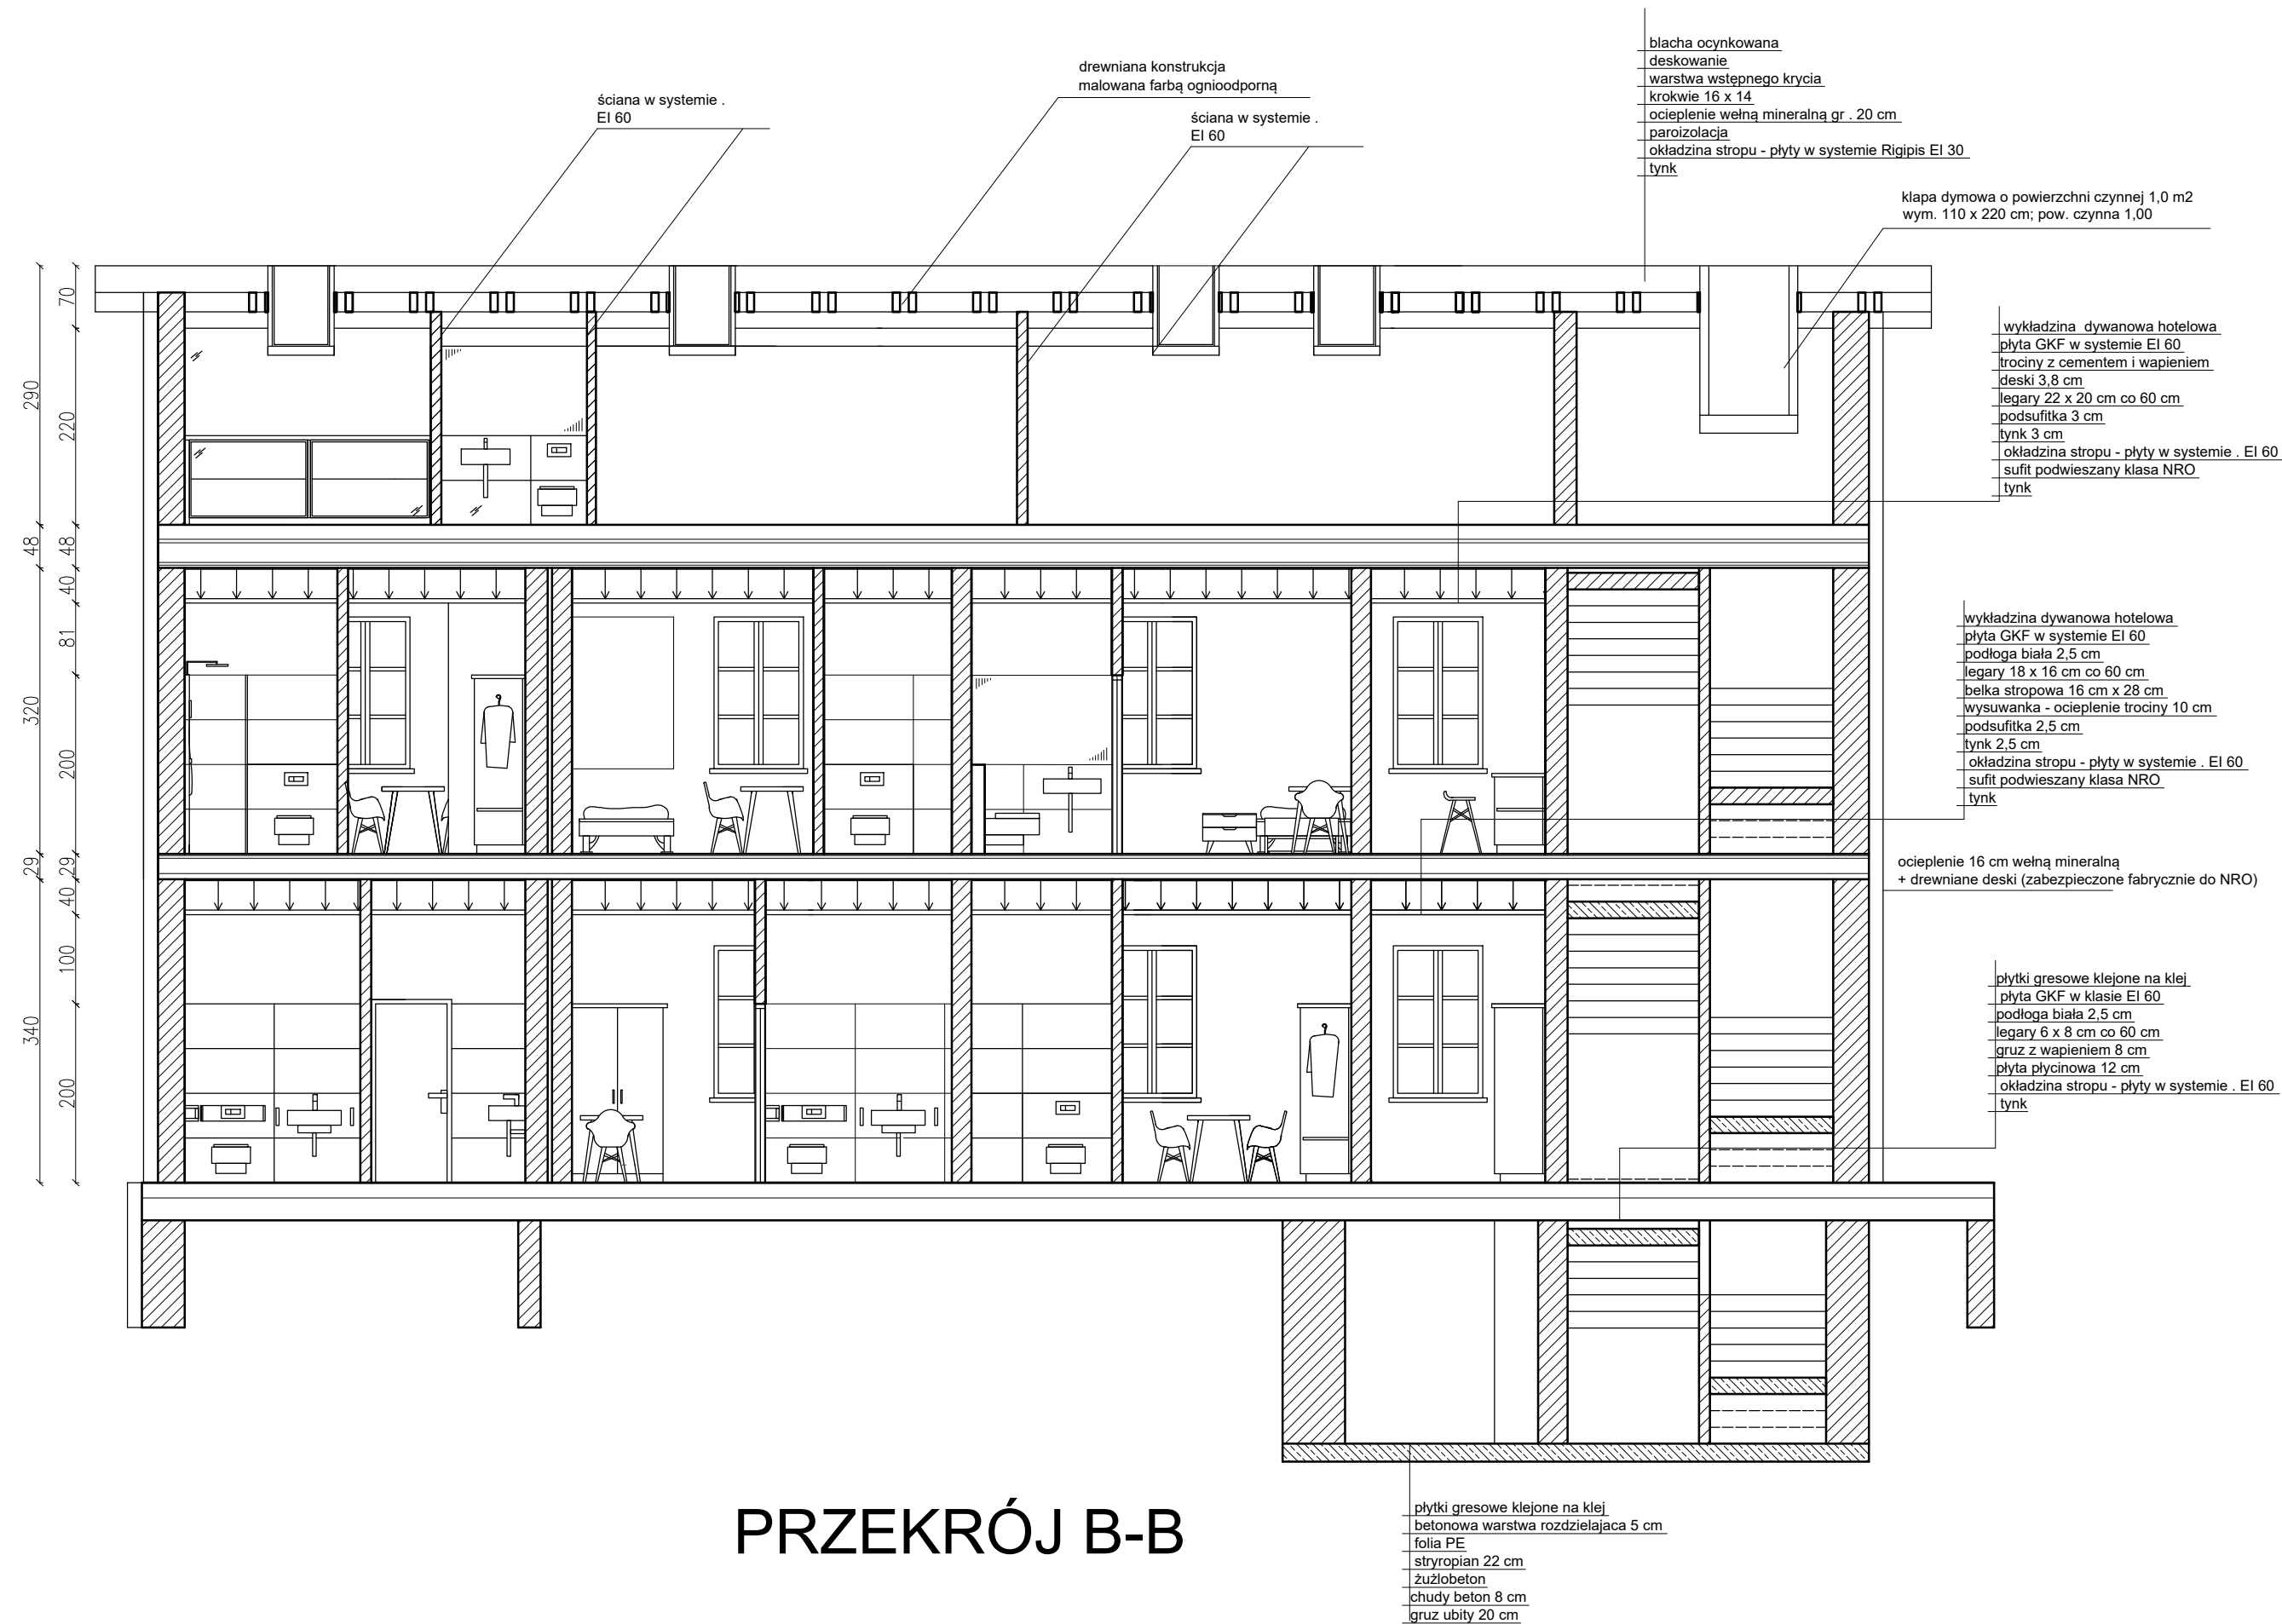 blacha ocynkowana
deskowanie
warstwa wstępnego krycia
krokwie 16 x 14
ocieplenie wełną mineralną gr . 20 cm
paroizolacja
okładzina stropu - płyty w systemie Rigipis EI 30
tynk
drewniana konstrukcja
malowana farbą ognioodporną
ściana w systemie .
EI 60
ściana w systemie .
EI 60
klapa dymowa o powierzchni czynnej 1,0 m2
wym. 110 x 220 cm; pow. czynna 1,00
wykładzina dywanowa hotelowa
płyta GKF w systemie EI 60
trociny z cementem i wapieniem
deski 3,8 cm
legary 22 x 20 cm co 60 cm
podsufitka 3 cm
tynk 3 cm
okładzina stropu - płyty w systemie . EI 60
sufit podwieszany klasa NRO
tynk
wykładzina dywanowa hotelowa
płyta GKF w systemie EI 60
podłoga biała 2,5 cm
legary 18 x 16 cm co 60 cm
belka stropowa 16 cm x 28 cm
wysuwanka - ocieplenie trociny 10 cm
podsufitka 2,5 cm
tynk 2,5 cm
okładzina stropu - płyty w systemie . EI 60
sufit podwieszany klasa NRO
tynk
ocieplenie 16 cm wełną mineralną
+ drewniane deski (zabezpieczone fabrycznie do NRO)
płytki gresowe klejone na klej
płyta GKF w klasie EI 60
podłoga biała 2,5 cm
legary 6 x 8 cm co 60 cm
gruz z wapieniem 8 cm
płyta płycinowa 12 cm
okładzina stropu - płyty w systemie . EI 60
tynk
290
48
320
29
340
70
220
48
40
81
200
29
40
100
200
PRZEKRÓJ B-B
płytki gresowe klejone na klej
betonowa warstwa rozdzielajaca 5 cm
folia PE
stryropian 22 cm
żużlobeton
chudy beton 8 cm
gruz ubity 20 cm